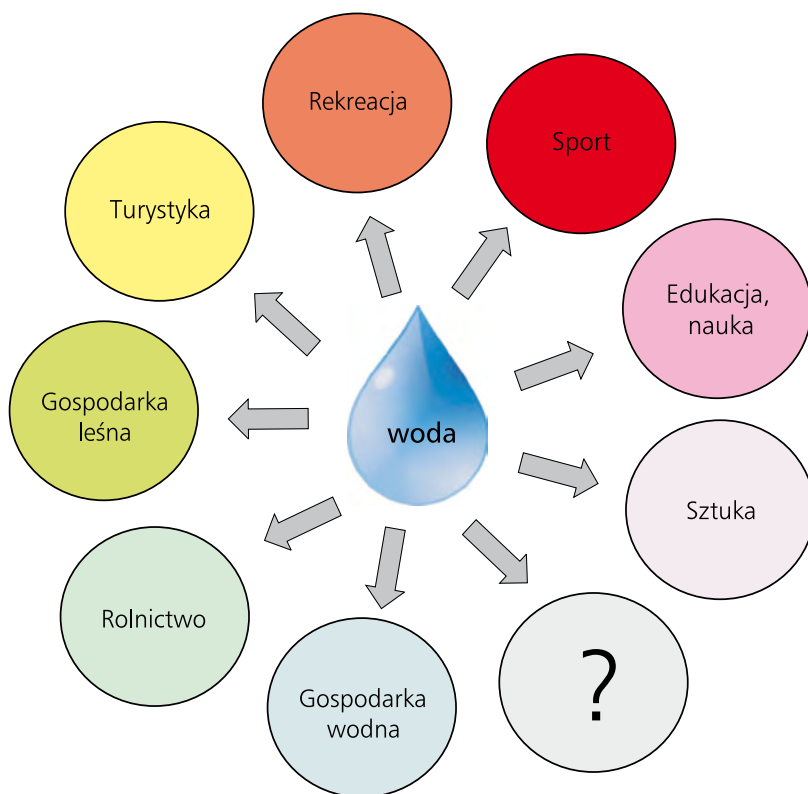 Rekreacja
Sport
Turystyka
Edukacja,
nauka
Gospodarka
leśna
woda
Sztuka
Rolnictwo
Gospodarka
wodna
?